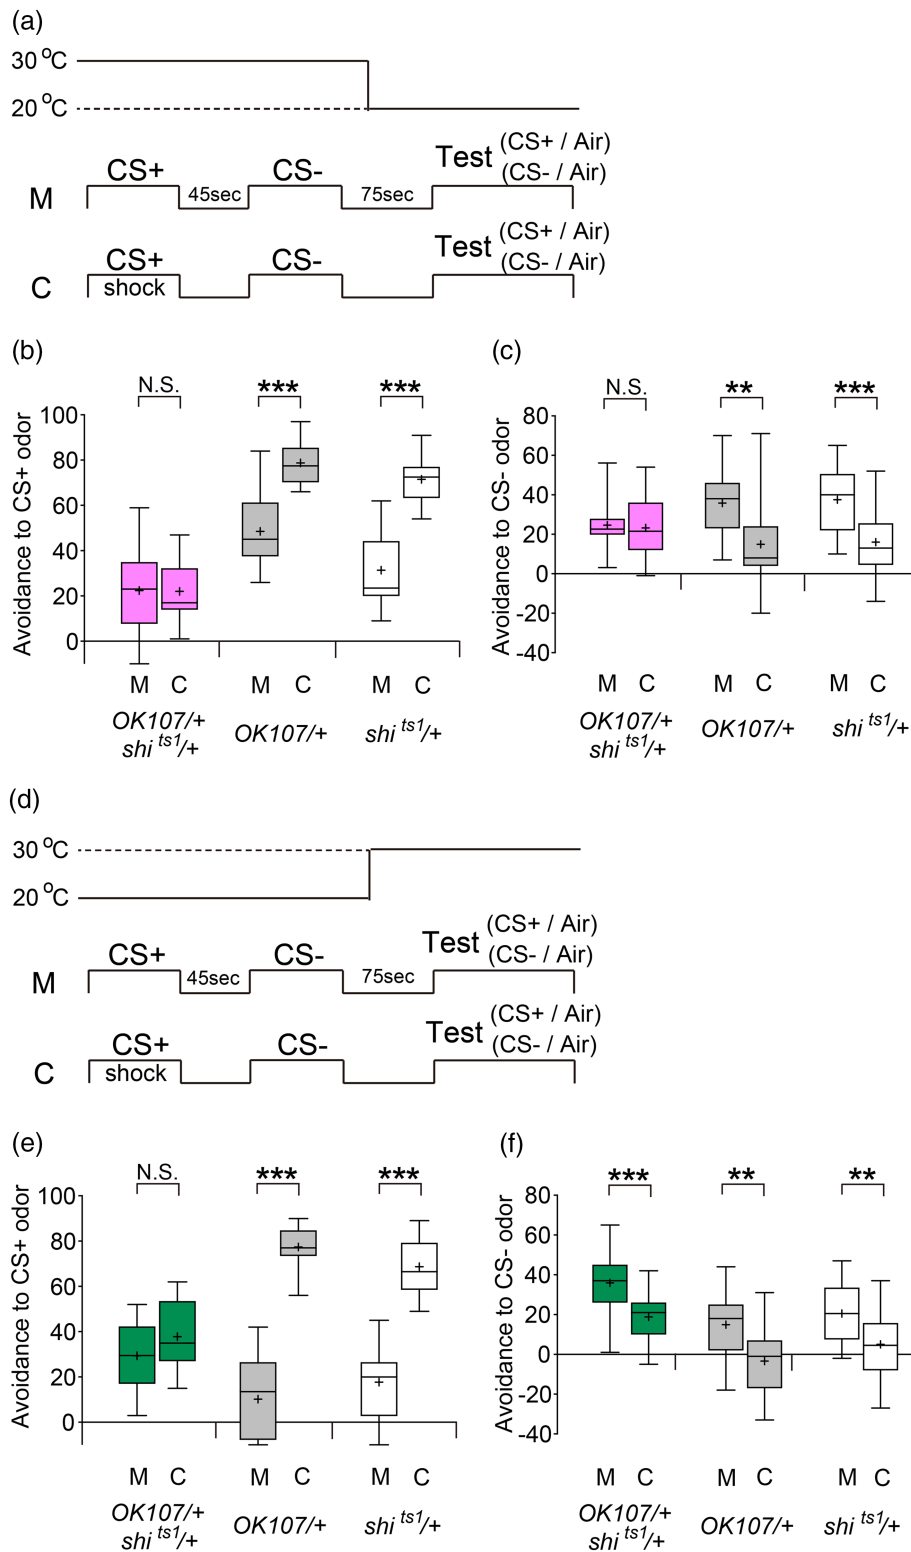 (a)
30 °C
20 °C
CS+ 45sec CS- 75sec Test (CS+ / Air)
(CS- / Air)
M
CS+ CS- Test (CS+ / Air)
(CS- / Air)
C shock
(b)
N.S. *** ***
Avoidance to CS+ odor
100
80
60
40
20
0
M C M C M C
OK107/+ OK107/+ shi ts1/+
shi ts1/+
(c)
N.S. ** ***
Avoidance to CS- odor
80
60
40
20
0
-20
-40
M C M C M C
OK107/+ OK107/+ shi ts1/+
shi ts1/+
(d)
30 °C
20 °C
CS+ 45sec CS- 75sec Test (CS+ / Air)
(CS- / Air)
M
CS+ CS- Test (CS+ / Air)
(CS- / Air)
C shock
(e)
N.S. *** ***
Avoidance to CS+ odor
100
80
60
40
20
0
M C M C M C
OK107/+ OK107/+ shi ts1/+
shi ts1/+
(f)
*** ** **
Avoidance to CS- odor
80
60
40
20
0
-20
-40
M C M C M C
OK107/+ OK107/+ shi ts1/+
shi ts1/+